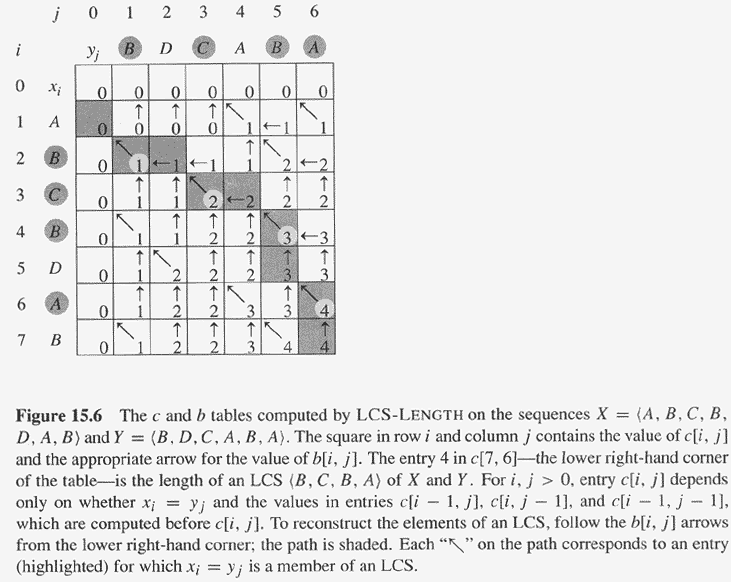 j 0 1 2 3 4 5 6
i yj B D C A B A
0 xi 0 0 0 0 0 0 0
1 A 0 ↑0 ↑0 ↑0 ↖1 ←1 ↖1
2 B 0 ↖1 ←1 ←1 ↑1 ↖2 ←2
3 C 0 ↑1 ↑1 ↖2 ←2 ↑2 ↑2
4 B 0 ↖1 ↑1 ↑2 ↑2 ↖3 ←3
5 D 0 ↑1 ↖2 ↑2 ↑2 ↑3 ↑3
6 A 0 ↑1 ↑2 ↑2 ↖3 ↑3 ↖4
7 B 0 ↖1 ↑2 ↑2 ↑3 ↖4 ↑4
Figure 15.6 The c and b tables computed by LCS-LENGTH on the sequences X = ⟨A, B, C, B,
D, A, B⟩ and Y = ⟨B, D, C, A, B, A⟩. The square in row i and column j contains the value of c[i, j]
and the appropriate arrow for the value of b[i, j]. The entry 4 in c[7, 6]—the lower right-hand corner
of the table—is the length of an LCS ⟨B, C, B, A⟩ of X and Y. For i, j > 0, entry c[i, j] depends
only on whether xi = yj and the values in entries c[i − 1, j], c[i, j − 1], and c[i − 1, j − 1],
which are computed before c[i, j]. To reconstruct the elements of an LCS, follow the b[i, j] arrows
from the lower right-hand corner; the path is shaded. Each “↖” on the path corresponds to an entry
(highlighted) for which xi = yj is a member of an LCS.